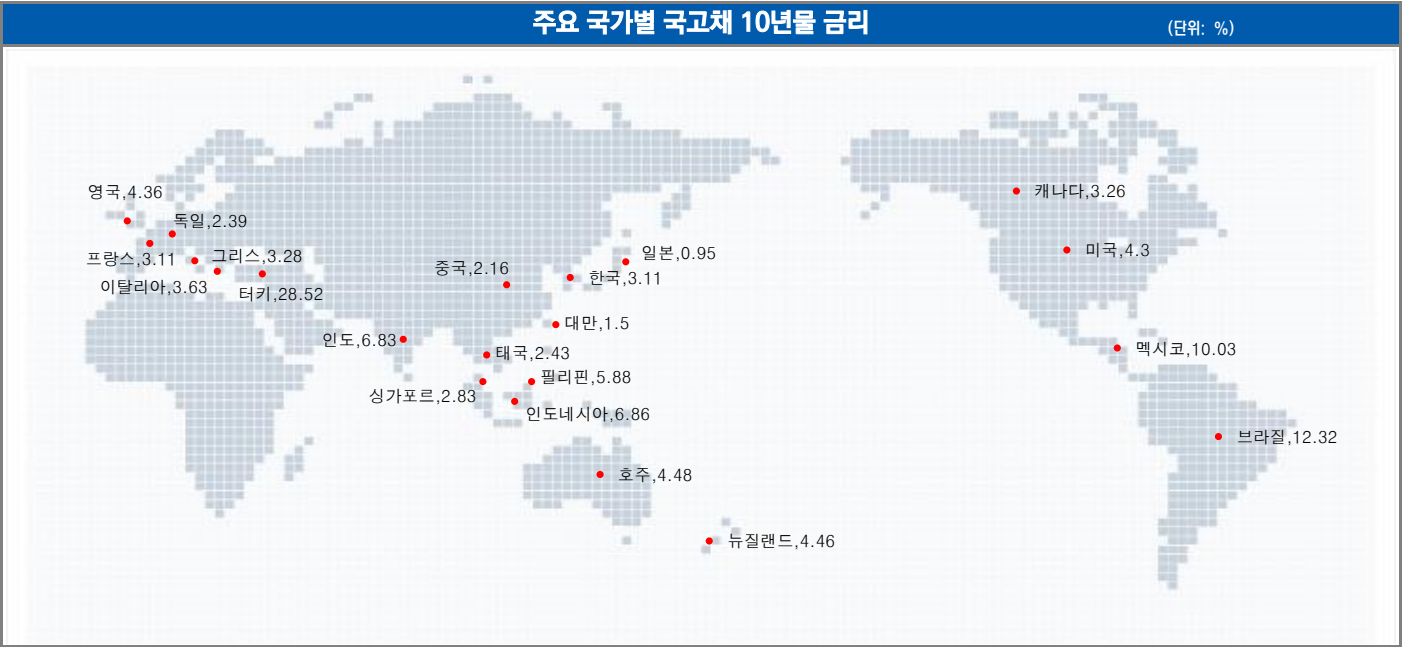 주요 국가별 국고채 10년물 금리
(단위: %)
영국,4.36
캐나다,3.26
독일,2.39
미국,4.3
일본,0.95
프랑스,3.11
그리스,3.28
중국,2.16
한국,3.11
이탈리아,3.63
터키,28.52
대만,1.5
인도,6.83
멕시코,10.03
태국,2.43
필리핀,5.88
싱가포르,2.83
인도네시아,6.86
브라질,12.32
호주,4.48
뉴질랜드,4.46